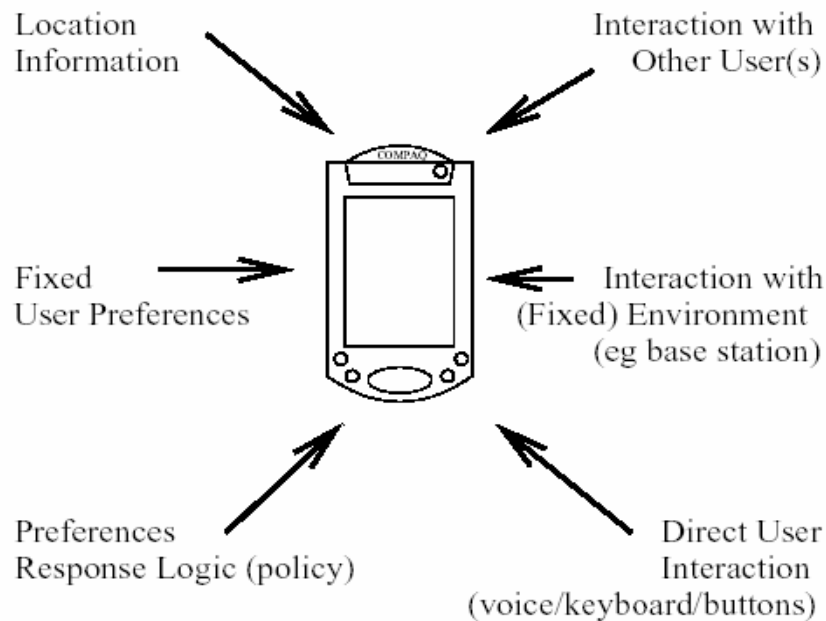 Location
Information
Interaction with
Other User(s)
COMPAQ
Fixed
User Preferences
Interaction with
(Fixed) Environment
(eg base station)
Preferences
Response Logic (policy)
Direct User
Interaction
(voice/keyboard/buttons)